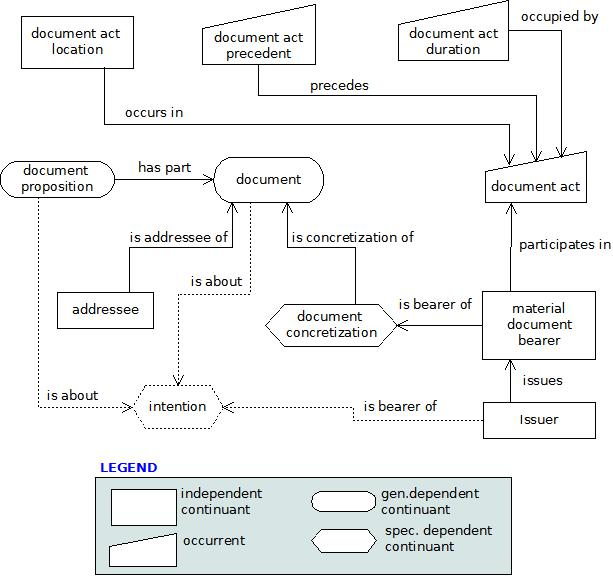 document act
location
document act
precedent
document act
duration
occupied by
precedes
occurs in
document
proposition
has part
document
document act
is addressee of
is concretization of
participates in
is about
addressee
document
concretization
is bearer of
material
document
bearer
is about
intention
is bearer of
issues
Issuer
LEGEND
independent
continuant
gen.dependent
continuant
occurrent
spec. dependent
continuant